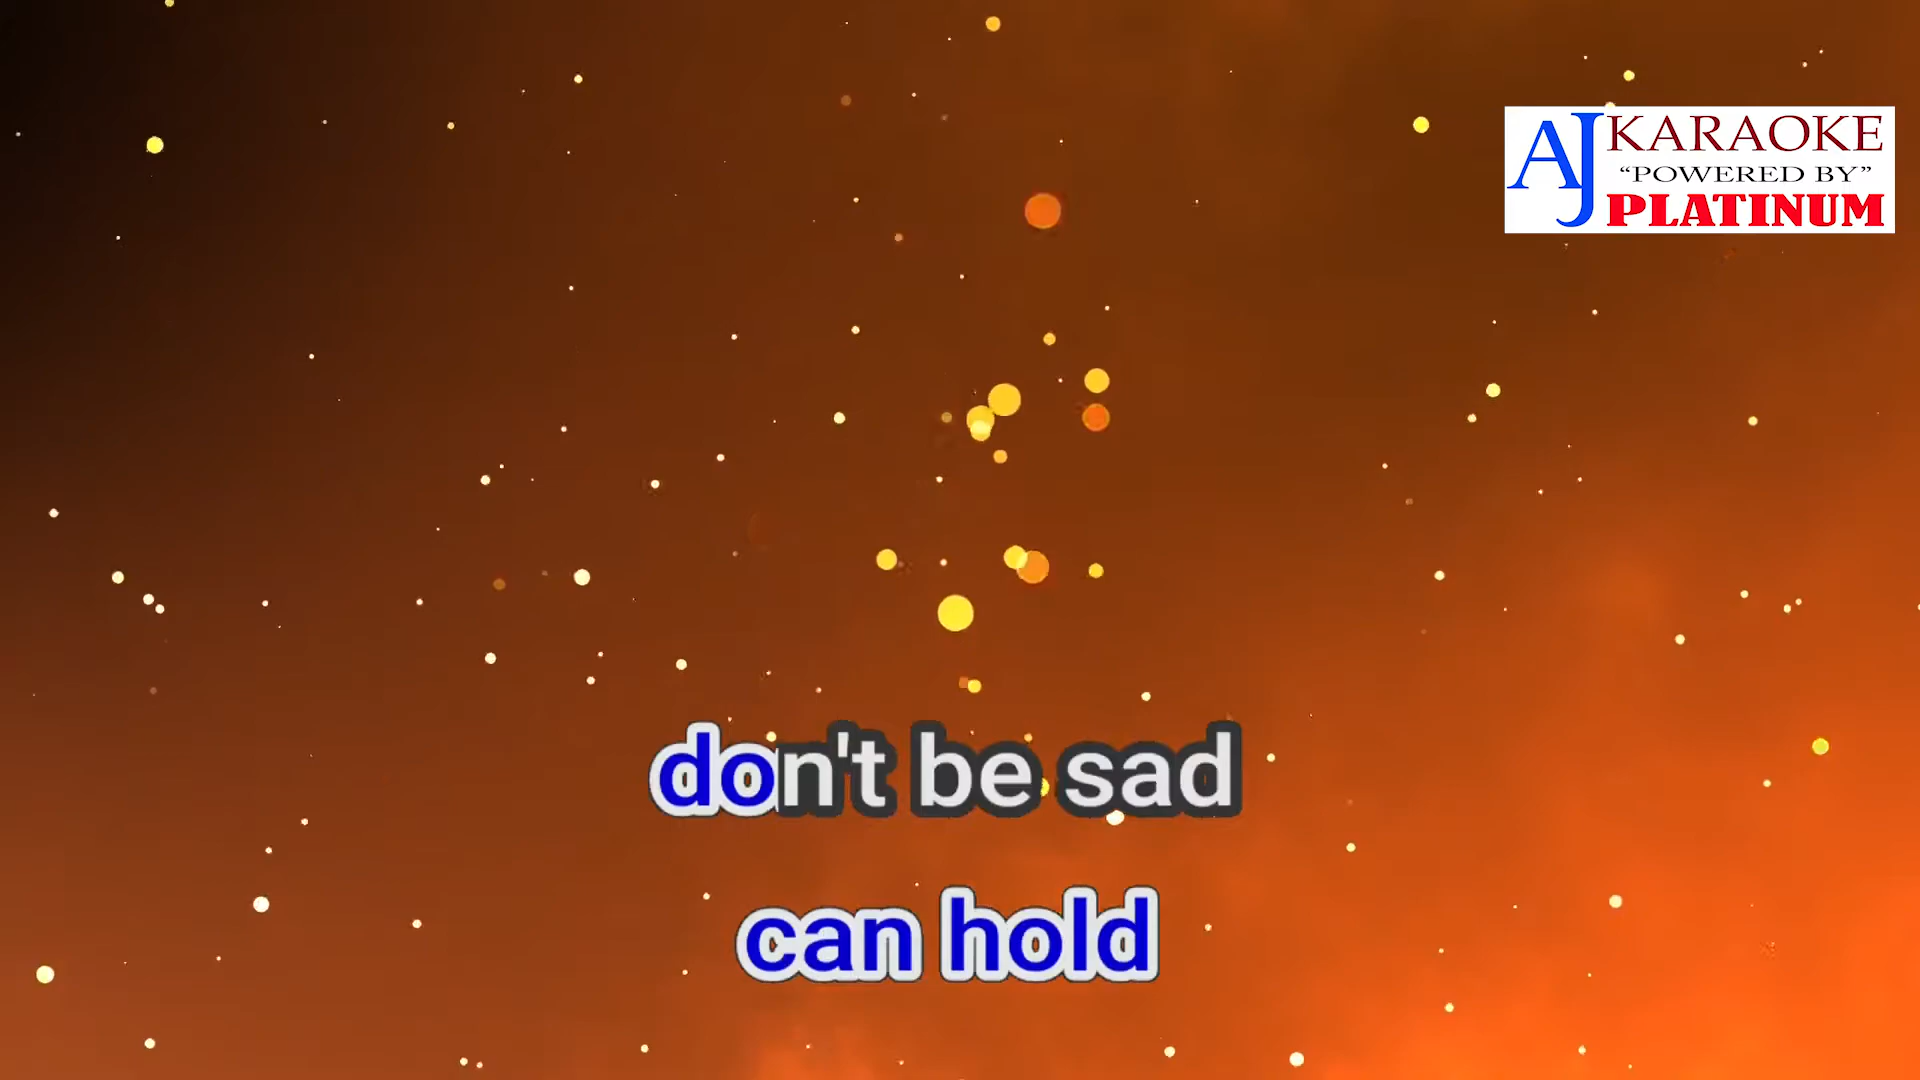 AJ KARAOKE
"POWERED BY"
PLATINUM
don't be sad
can hold